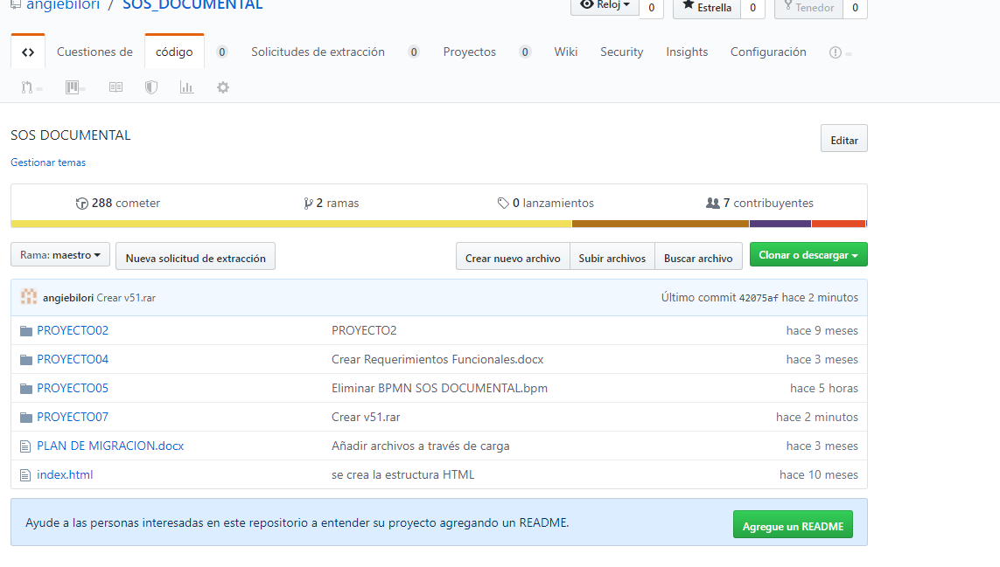 angiebilori / SOS_DOCUMENTAL
Reloj 0 Estrella 0 Tenedor 0
<> Cuestiones de código 0 Solicitudes de extracción 0 Proyectos 0 Wiki Security Insights Configuración
SOS DOCUMENTAL
Editar
Gestionar temas
288 cometer 2 ramas 0 lanzamientos 7 contribuyentes
Rama: maestro Nueva solicitud de extracción Crear nuevo archivo Subir archivos Buscar archivo Clonar o descargar
angiebilori Crear v51.rar Último commit 42075af hace 2 minutos
PROYECTO02 PROYECTO2 hace 9 meses
PROYECTO04 Crear Requerimientos Funcionales.docx hace 3 meses
PROYECTO05 Eliminar BPMN SOS DOCUMENTAL.bpm hace 5 horas
PROYECTO07 Crear v51.rar hace 2 minutos
PLAN DE MIGRACION.docx Añadir archivos a través de carga hace 3 meses
index.html se crea la estructura HTML hace 10 meses
Ayude a las personas interesadas en este repositorio a entender su proyecto agregando un README. Agregue un README